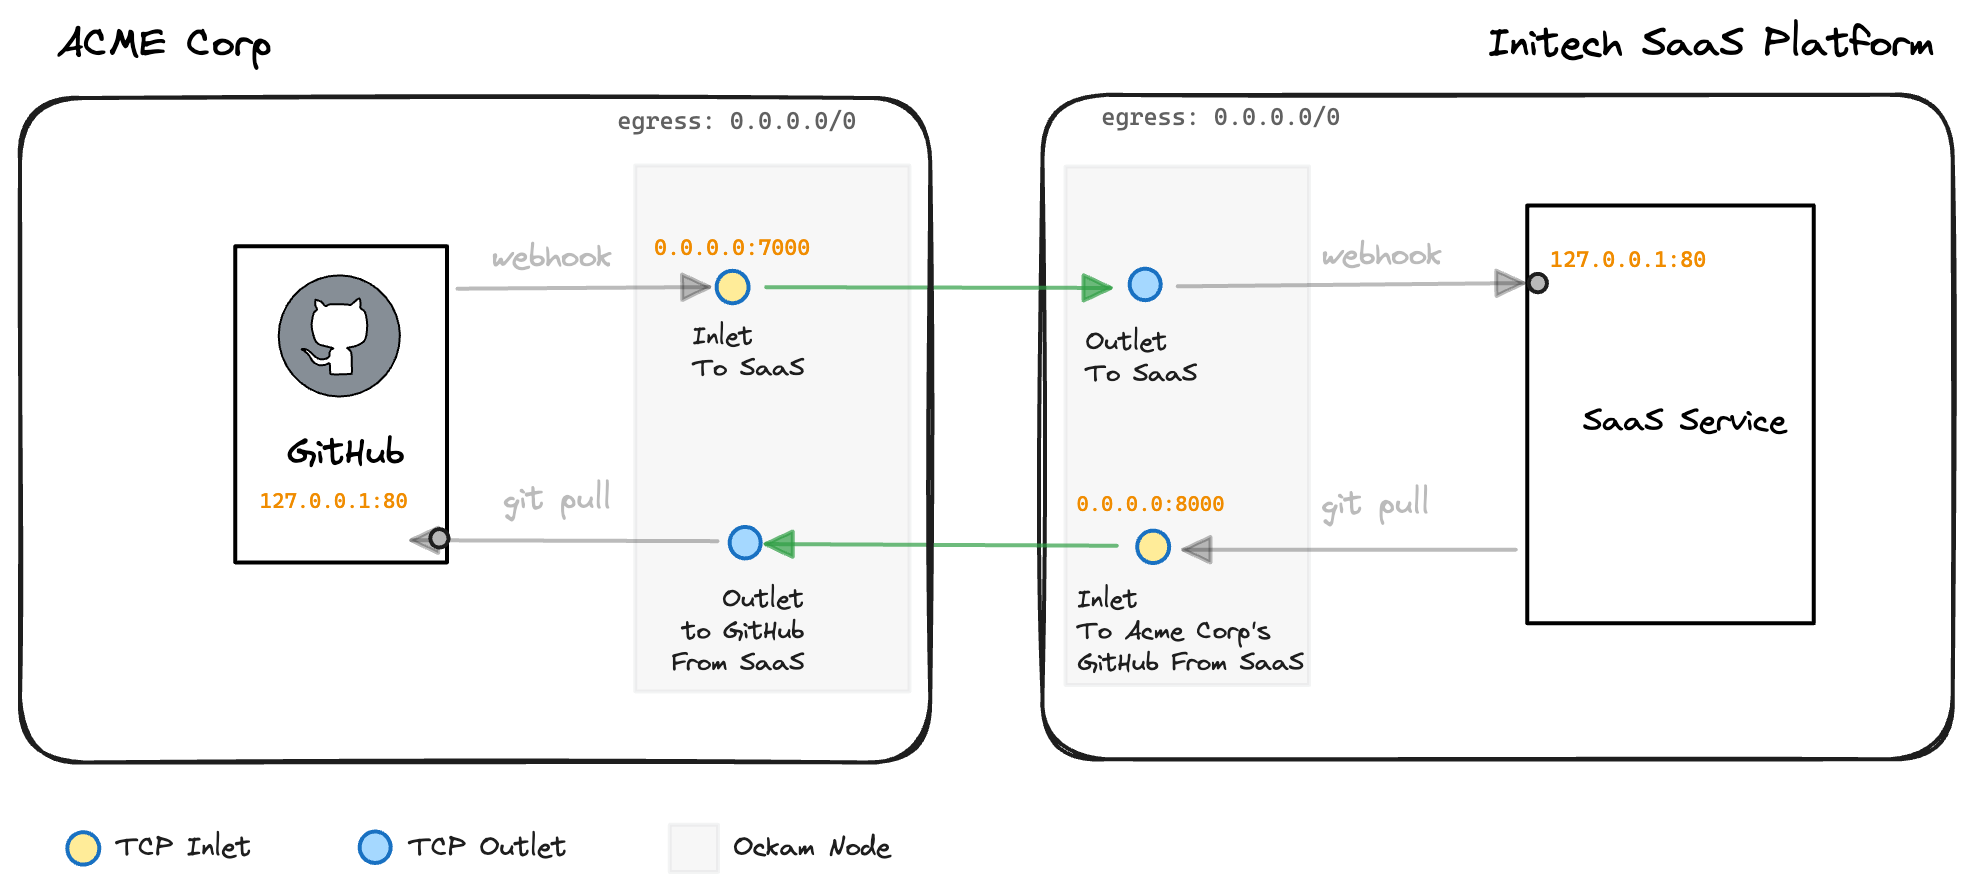 ACME Corp
Initech SaaS Platform
egress: 0.0.0.0/0
egress: 0.0.0.0/0
webhook
0.0.0.0:7000
Inlet
To SaaS
Outlet
To SaaS
webhook
127.0.0.1:80
GitHub
127.0.0.1:80
SaaS Service
git pull
Outlet
to GitHub
From SaaS
0.0.0.0:8000
Inlet
To Acme Corp's
GitHub From SaaS
git pull
TCP Inlet
TCP Outlet
Ockam Node